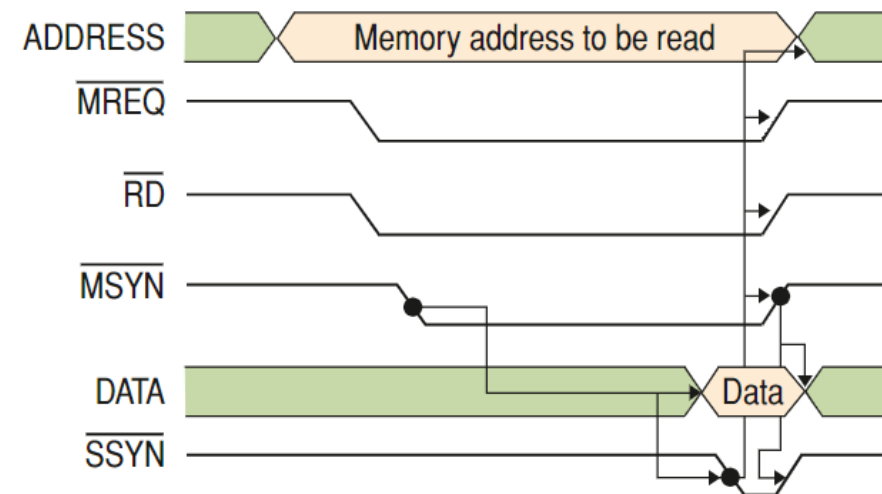 ADDRESS Memory address to be read
MREQ
RD
MSYN
DATA Data
SSYN